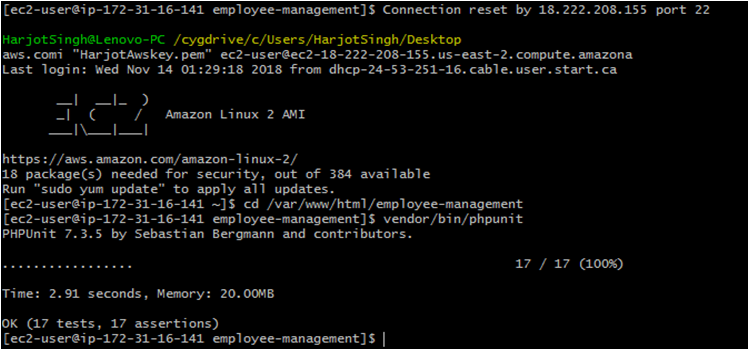 [ec2-user@ip-172-31-16-141 employee-management]$ Connection reset by 18.222.208.155 port 22
HarjotSingh@Lenovo-PC /cygdrive/c/Users/HarjotSingh/Desktop
aws.comi "HarjotAwskey.pem" ec2-user@ec2-18-222-208-155.us-east-2.compute.amazona
Last login: Wed Nov 14 01:29:18 2018 from dhcp-24-53-251-16.cable.user.start.ca
__|  __|_  )
_|  (     /   Amazon Linux 2 AMI
___|\___|___|
https://aws.amazon.com/amazon-linux-2/
18 package(s) needed for security, out of 384 available
Run "sudo yum update" to apply all updates.
[ec2-user@ip-172-31-16-141 ~]$ cd /var/www/html/employee-management
[ec2-user@ip-172-31-16-141 employee-management]$ vendor/bin/phpunit
PHPUnit 7.3.5 by Sebastian Bergmann and contributors.
.................                                                 17 / 17 (100%)
Time: 2.91 seconds, Memory: 20.00MB
OK (17 tests, 17 assertions)
[ec2-user@ip-172-31-16-141 employee-management]$